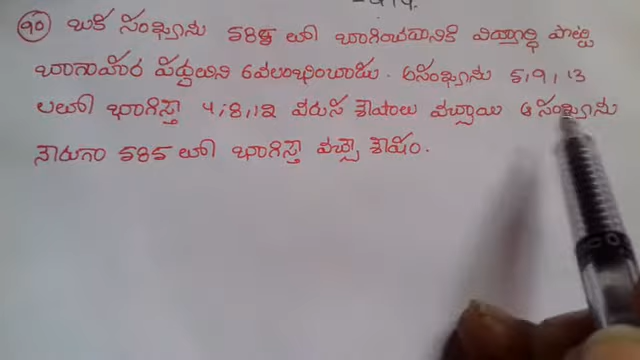 90 ఒక సంఖ్యను 585 తో భాగించడానికి విద్యార్థి పొట్టి
భాగాహార పద్ధతిని అవలంభించాడు. ఆ సంఖ్యను 5, 9, 13
లతో భాగిస్తే 4, 8, 12 వరుస శేషాలు వచ్చాయి ఆ సంఖ్యను
నేరుగా 585 తో భాగిస్తే వచ్చే శేషం.